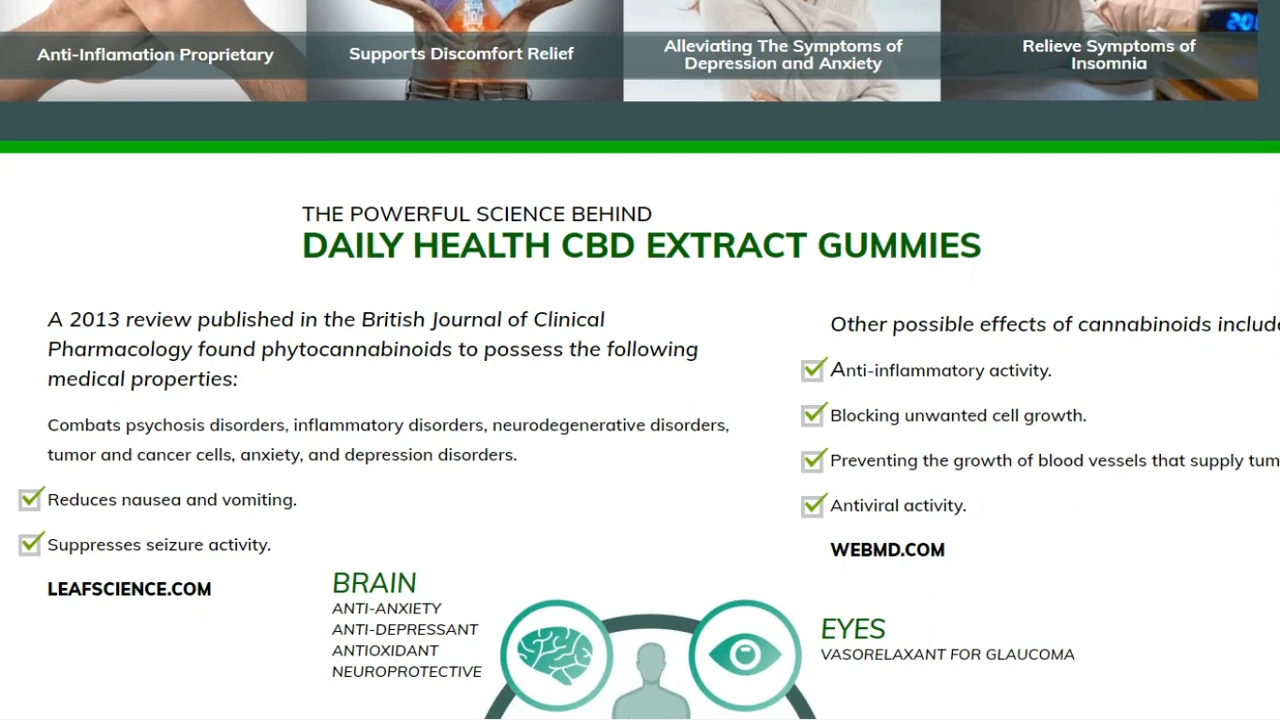 Anti-Inflamation Proprietary
Supports Discomfort Relief
Alleviating The Symptoms of
Depression and Anxiety
Relieve Symptoms of
Insomnia
20
THE POWERFUL SCIENCE BEHIND
DAILY HEALTH CBD EXTRACT GUMMIES
A 2013 review published in the British Journal of Clinical
Pharmacology found phytocannabinoids to possess the following
medical properties:
Combats psychosis disorders, inflammatory disorders, neurodegenerative disorders,
tumor and cancer cells, anxiety, and depression disorders.
Reduces nausea and vomiting.
Suppresses seizure activity.
LEAFSCIENCE.COM
Other possible effects of cannabinoids include
Anti-inflammatory activity.
Blocking unwanted cell growth.
Preventing the growth of blood vessels that supply tum
Antiviral activity.
WEBMD.COM
BRAIN
ANTI-ANXIETY
ANTI-DEPRESSANT
ANTIOXIDANT
NEUROPROTECTIVE
EYES
VASORELAXANT FOR GLAUCOMA